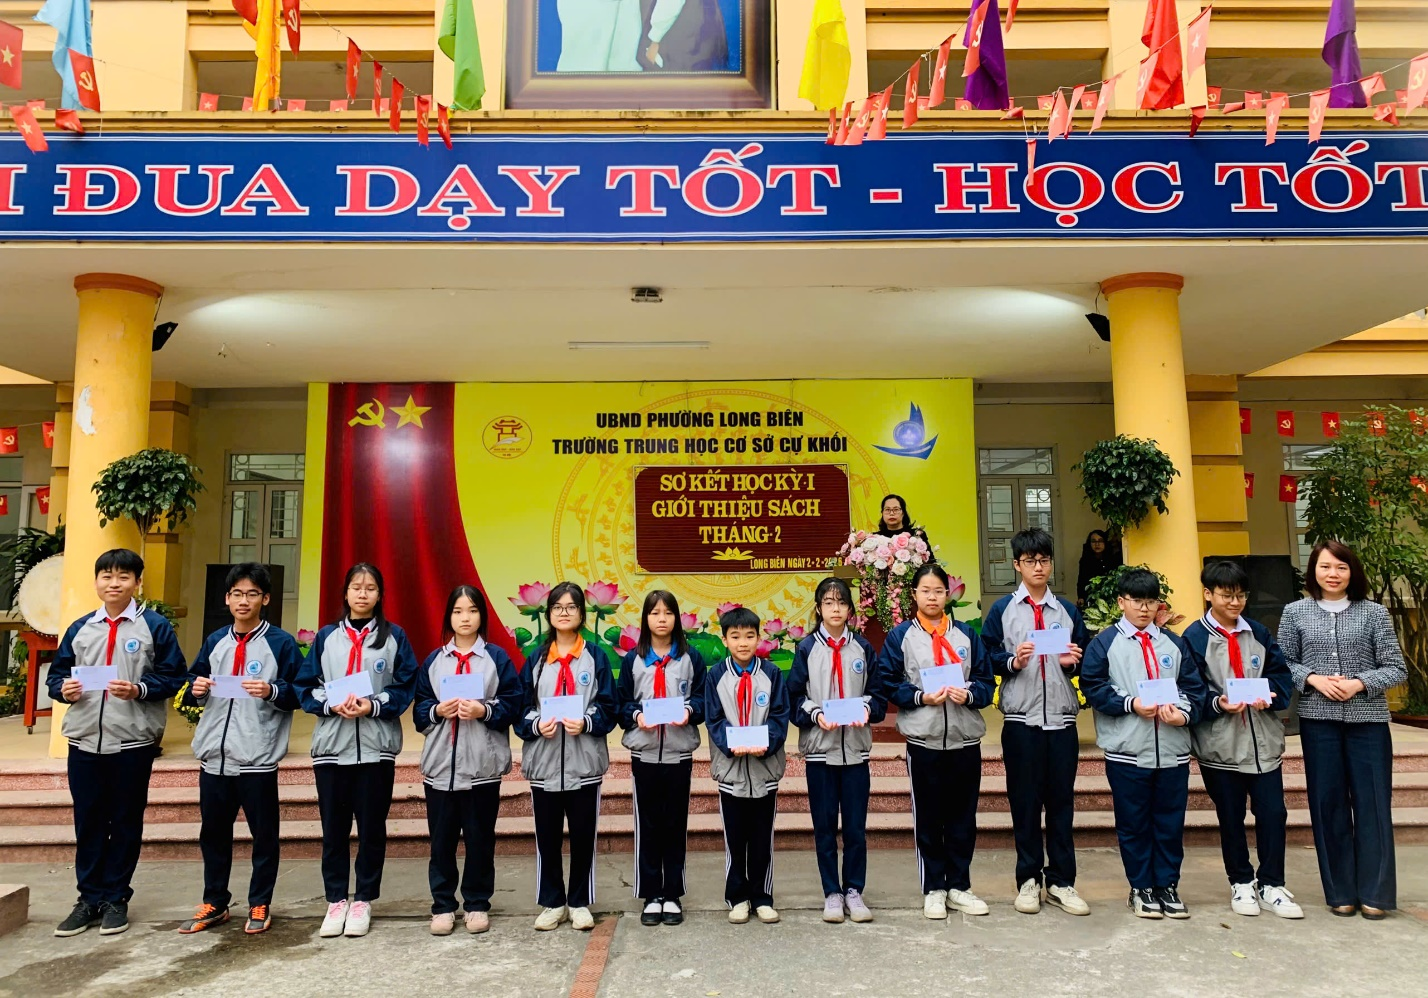 I ĐUA DẠY TỐT - HỌC TỐT
UBND PHƯỜNG LONG BIÊN
TRƯỜNG TRUNG HỌC CƠ SỞ CỰ KHỐI
SƠ KẾT HỌC KỲ-I
GIỚI THIỆU SÁCH
THÁNG-2
LONG BIÊN NGÀY 2-2-2026